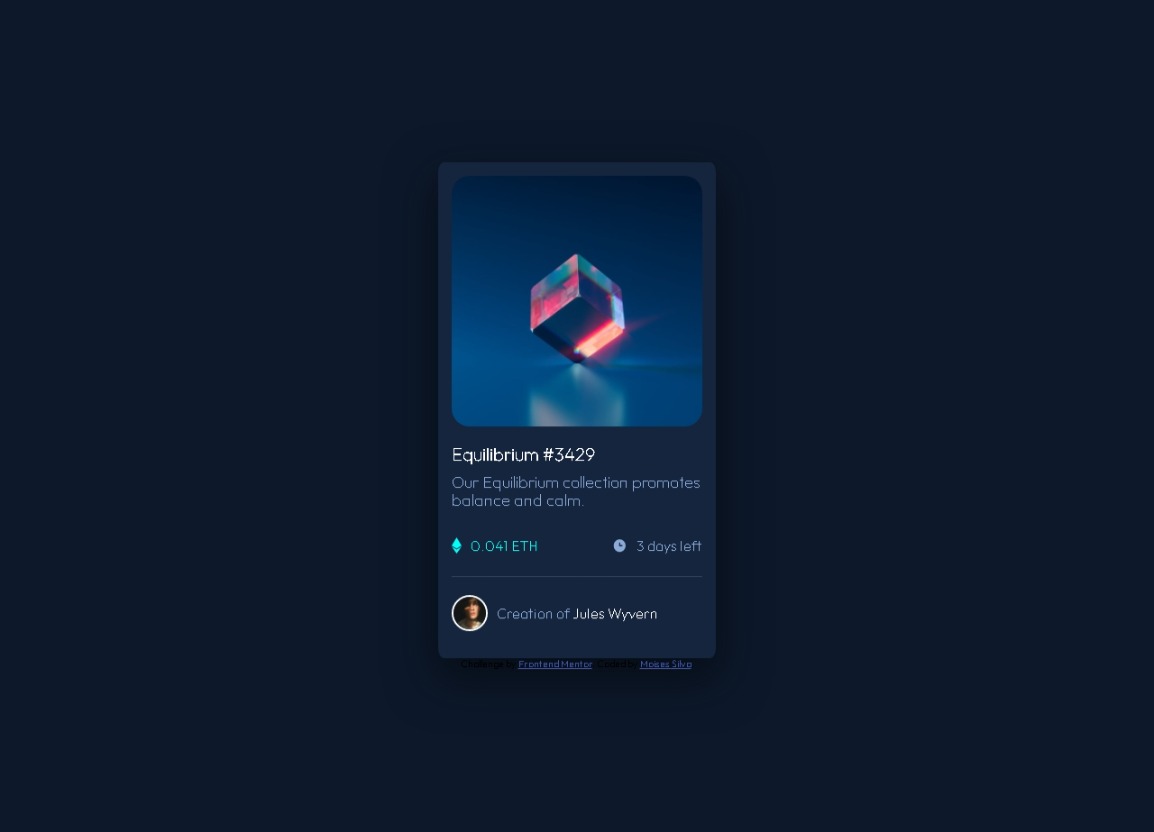 Equilibrium #3429
Our Equilibrium collection promotes
balance and calm.
0.041 ETH
3 days left
Creation of Jules Wyvern
Challenge by Frontend Mentor. Coded by Moises Silva